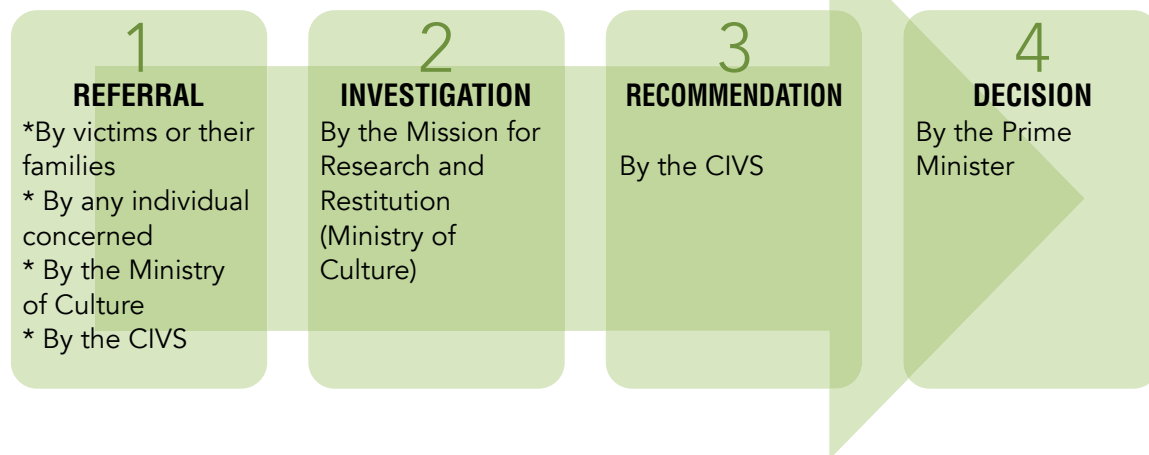 1
REFERRAL
*By victims or their
families
* By any individual
concerned
* By the Ministry
of Culture
* By the CIVS
2
INVESTIGATION
By the Mission for
Research and
Restitution
(Ministry of
Culture)
3
RECOMMENDATION
By the CIVS
4
DECISION
By the Prime
Minister